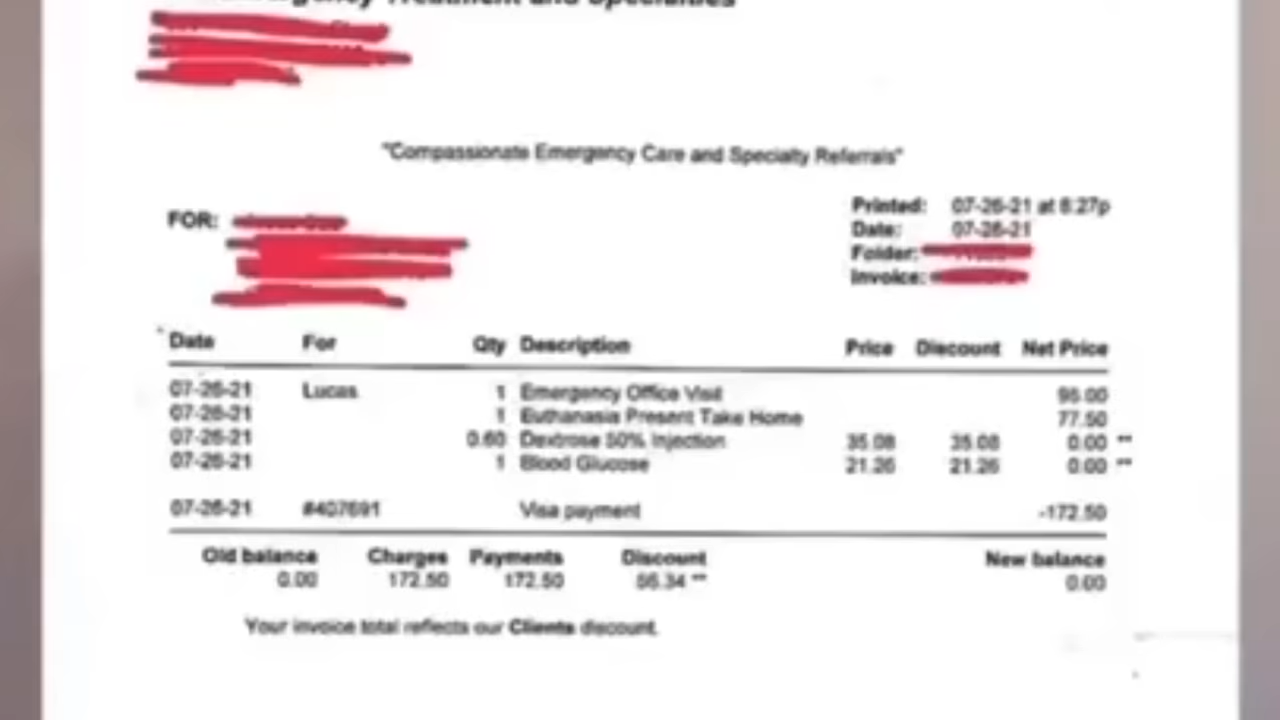 Treatment and Specialties
"Compassionate Emergency Care and Specialty Referrals"
FOR:
Printed: 07-26-21 at 6:27p
Date: 07-26-21
Folder:
Invoice:
Date For Qty Description Price Discount Net Price
07-26-21 Lucas 1 Emergency Office Visit 95.00
07-26-21 1 Euthanasia Present Take Home 77.50
07-26-21 0.60 Dextrose 50% Injection 35.08 35.08 0.00 **
07-26-21 1 Blood Glucose 21.26 21.26 0.00 **
07-26-21 #407691 Visa payment -172.50
Old balance Charges Payments Discount New balance
0.00 172.50 172.50 56.34 ** 0.00
Your invoice total reflects our Clients discount.